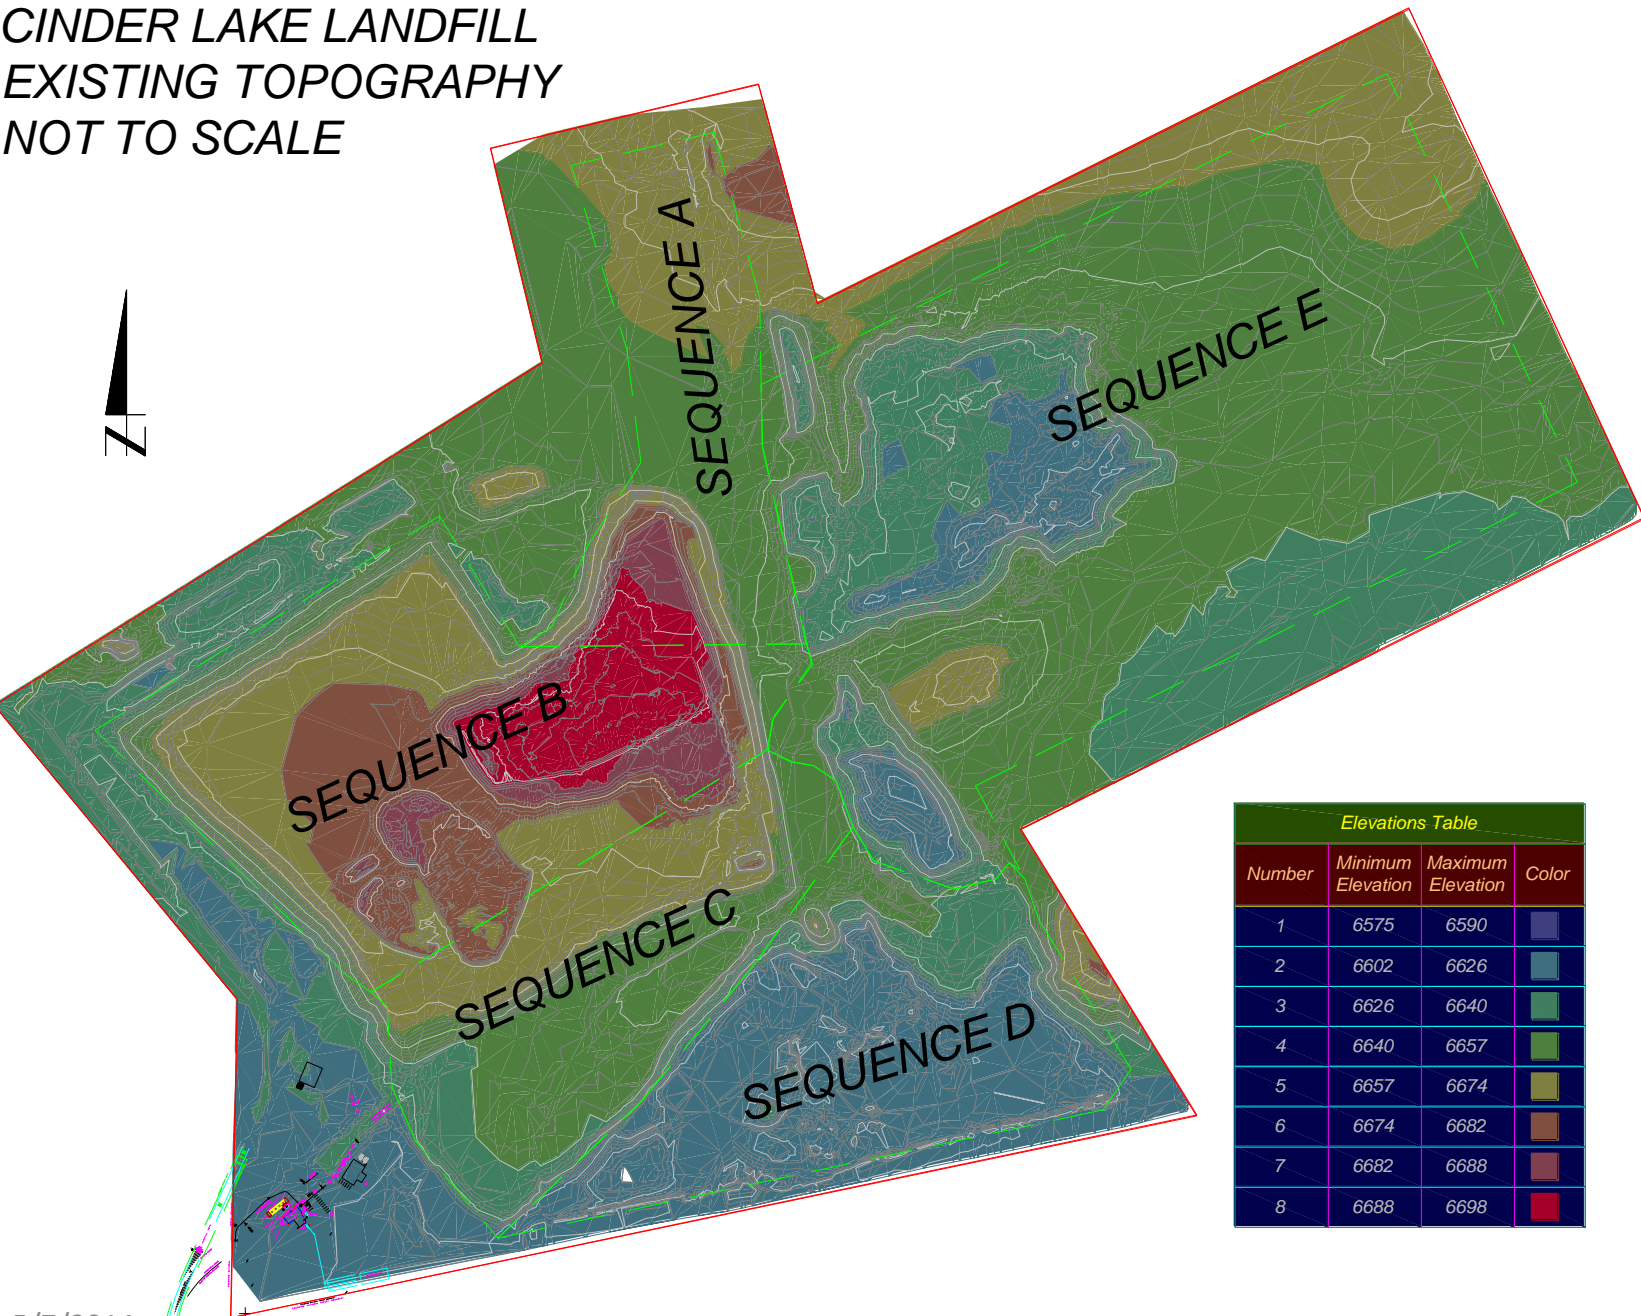 CINDER LAKE LANDFILL
EXISTING TOPOGRAPHY
NOT TO SCALE
Z
SEQUENCE A
SEQUENCE E
SEQUENCE B
SEQUENCE C
SEQUENCE D
Elevations Table
Number Minimum Elevation Maximum Elevation Color
1 6575 6590
2 6602 6626
3 6626 6640
4 6640 6657
5 6657 6674
6 6674 6682
7 6682 6688
8 6688 6698